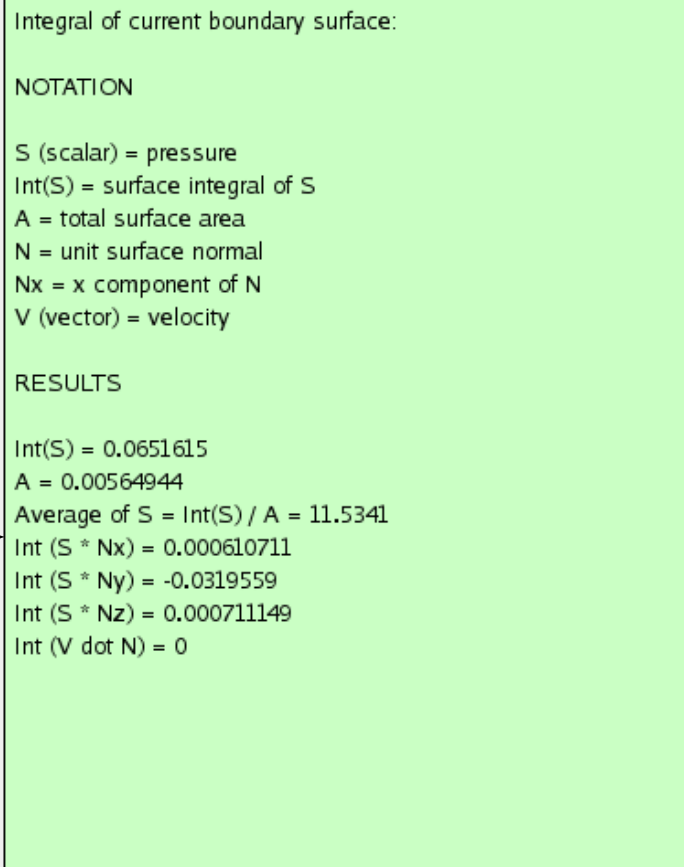 Integral of current boundary surface:
NOTATION
S (scalar) = pressure
Int(S) = surface integral of S
A = total surface area
N = unit surface normal
Nx = x component of N
V (vector) = velocity
RESULTS
Int(S) = 0.0651615
A = 0.00564944
Average of S = Int(S) / A = 11.5341
Int (S * Nx) = 0.000610711
Int (S * Ny) = -0.0319559
Int (S * Nz) = 0.000711149
Int (V dot N) = 0